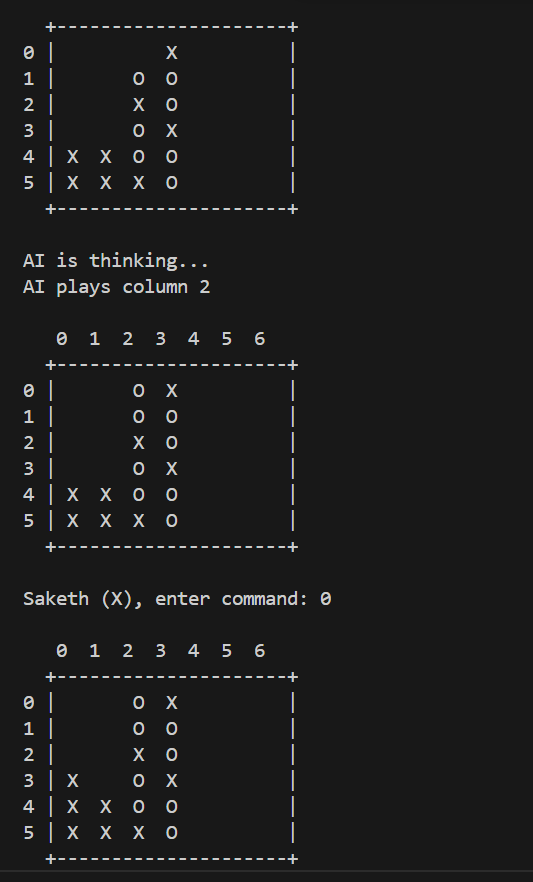 +---------------------+
0 |          X          |
1 |       O  O          |
2 |       X  O          |
3 |       O  X          |
4 | X  X  O  O          |
5 | X  X  X  O          |
  +---------------------+
AI is thinking...
AI plays column 2
   0  1  2  3  4  5  6
  +---------------------+
0 |       O  X          |
1 |       O  O          |
2 |       X  O          |
3 |       O  X          |
4 | X  X  O  O          |
5 | X  X  X  O          |
  +---------------------+
Saketh (X), enter command: 0
   0  1  2  3  4  5  6
  +---------------------+
0 |       O  X          |
1 |       O  O          |
2 |       X  O          |
3 | X     O  X          |
4 | X  X  O  O          |
5 | X  X  X  O          |
  +---------------------+